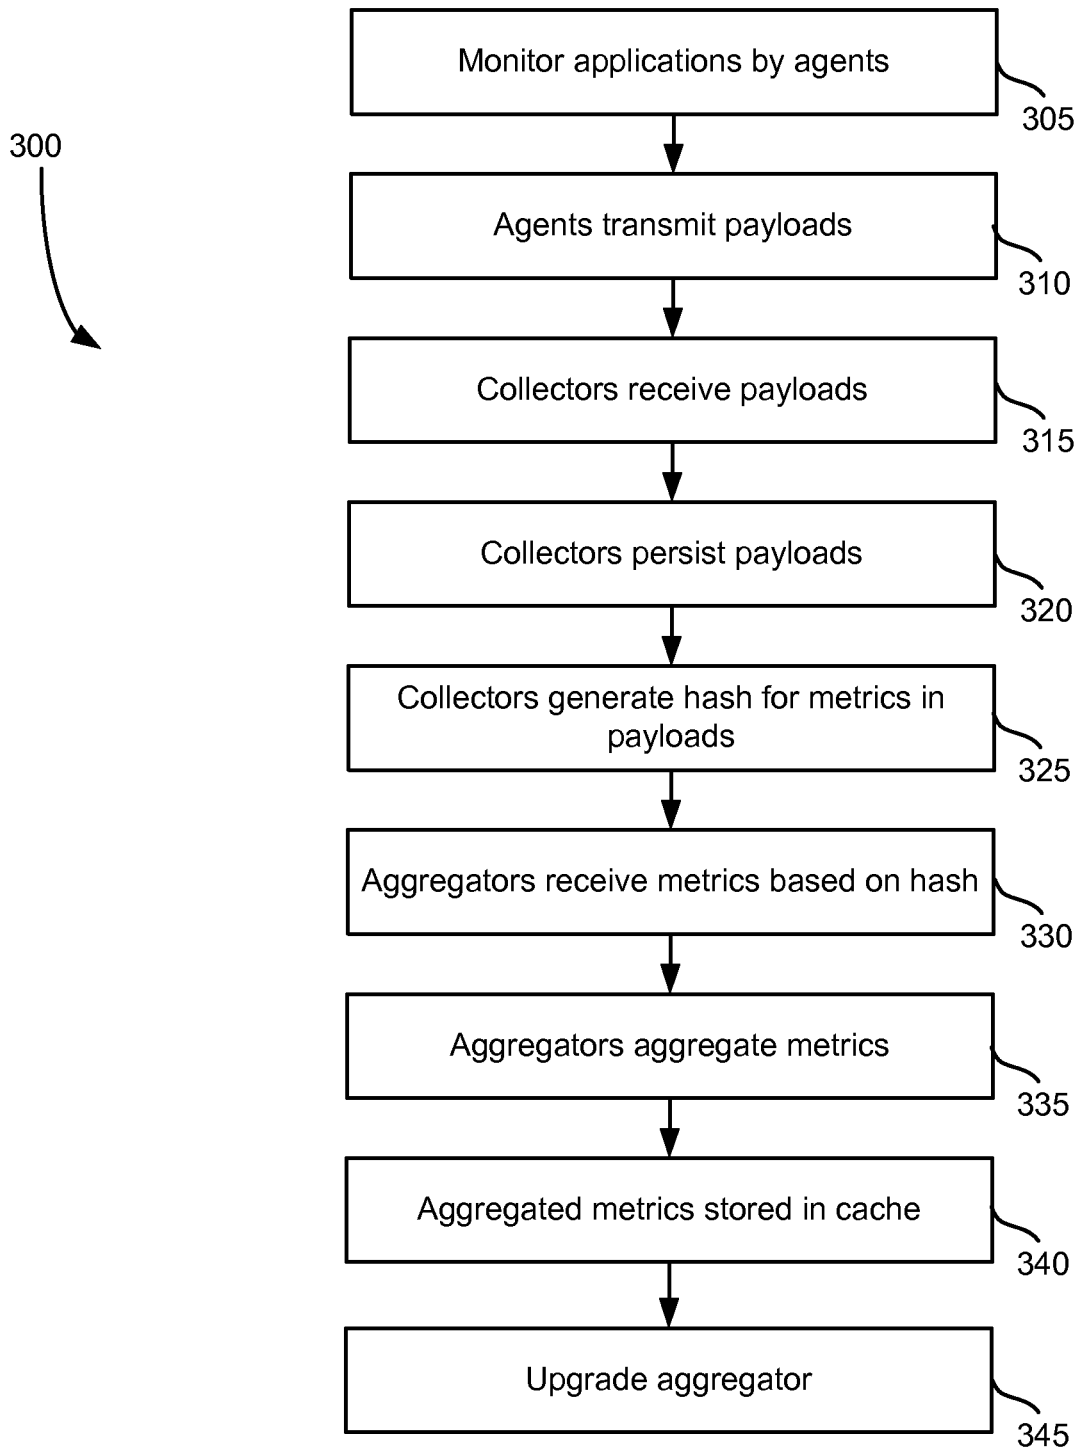 Monitor applications by agents
305
300
Agents transmit payloads
310
Collectors receive payloads
315
Collectors persist payloads
320
Collectors generate hash for metrics in
payloads
325
Aggregators receive metrics based on hash
330
Aggregators aggregate metrics
335
Aggregated metrics stored in cache
340
Upgrade aggregator
345